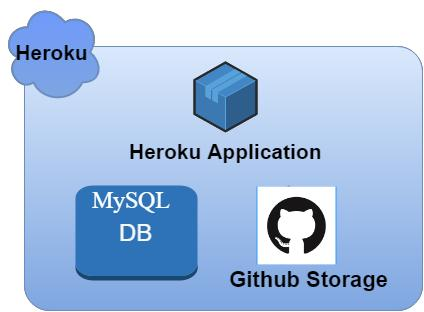 Heroku
Heroku Application
MySQL
DB
Github Storage